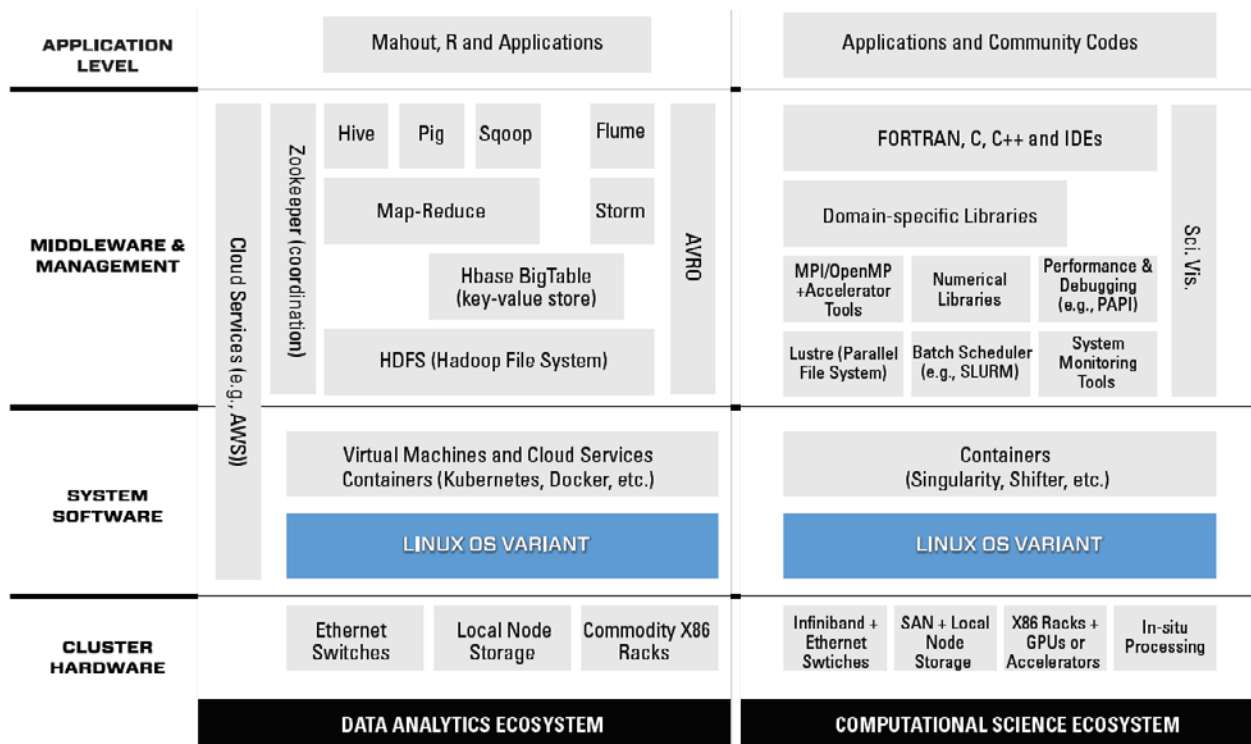 APPLICATION
LEVEL
Mahout, R and Applications
Applications and Community Codes
MIDDLEWARE &
MANAGEMENT
Cloud Services (e.g., AWS))
Zookeeper (coordination)
Hive
Pig
Sqoop
Flume
Map-Reduce
Storm
Hbase BigTable
(key-value store)
HDFS (Hadoop File System)
AVRO
FORTRAN, C, C++ and IDEs
Domain-specific Libraries
MPI/OpenMP
+Accelerator
Tools
Numerical
Libraries
Performance &
Debugging
(e.g., PAPI)
Lustre (Parallel
File System)
Batch Scheduler
(e.g., SLURM)
System
Monitoring
Tools
Sci. Vis.
SYSTEM
SOFTWARE
Virtual Machines and Cloud Services
Containers (Kubernetes, Docker, etc.)
LINUX OS VARIANT
Containers
(Singularity, Shifter, etc.)
LINUX OS VARIANT
CLUSTER
HARDWARE
Ethernet
Switches
Local Node
Storage
Commodity X86
Racks
Infiniband +
Ethernet
Swtiches
SAN + Local
Node
Storage
X86 Racks +
GPUs or
Accelerators
In-situ
Processing
DATA ANALYTICS ECOSYSTEM
COMPUTATIONAL SCIENCE ECOSYSTEM